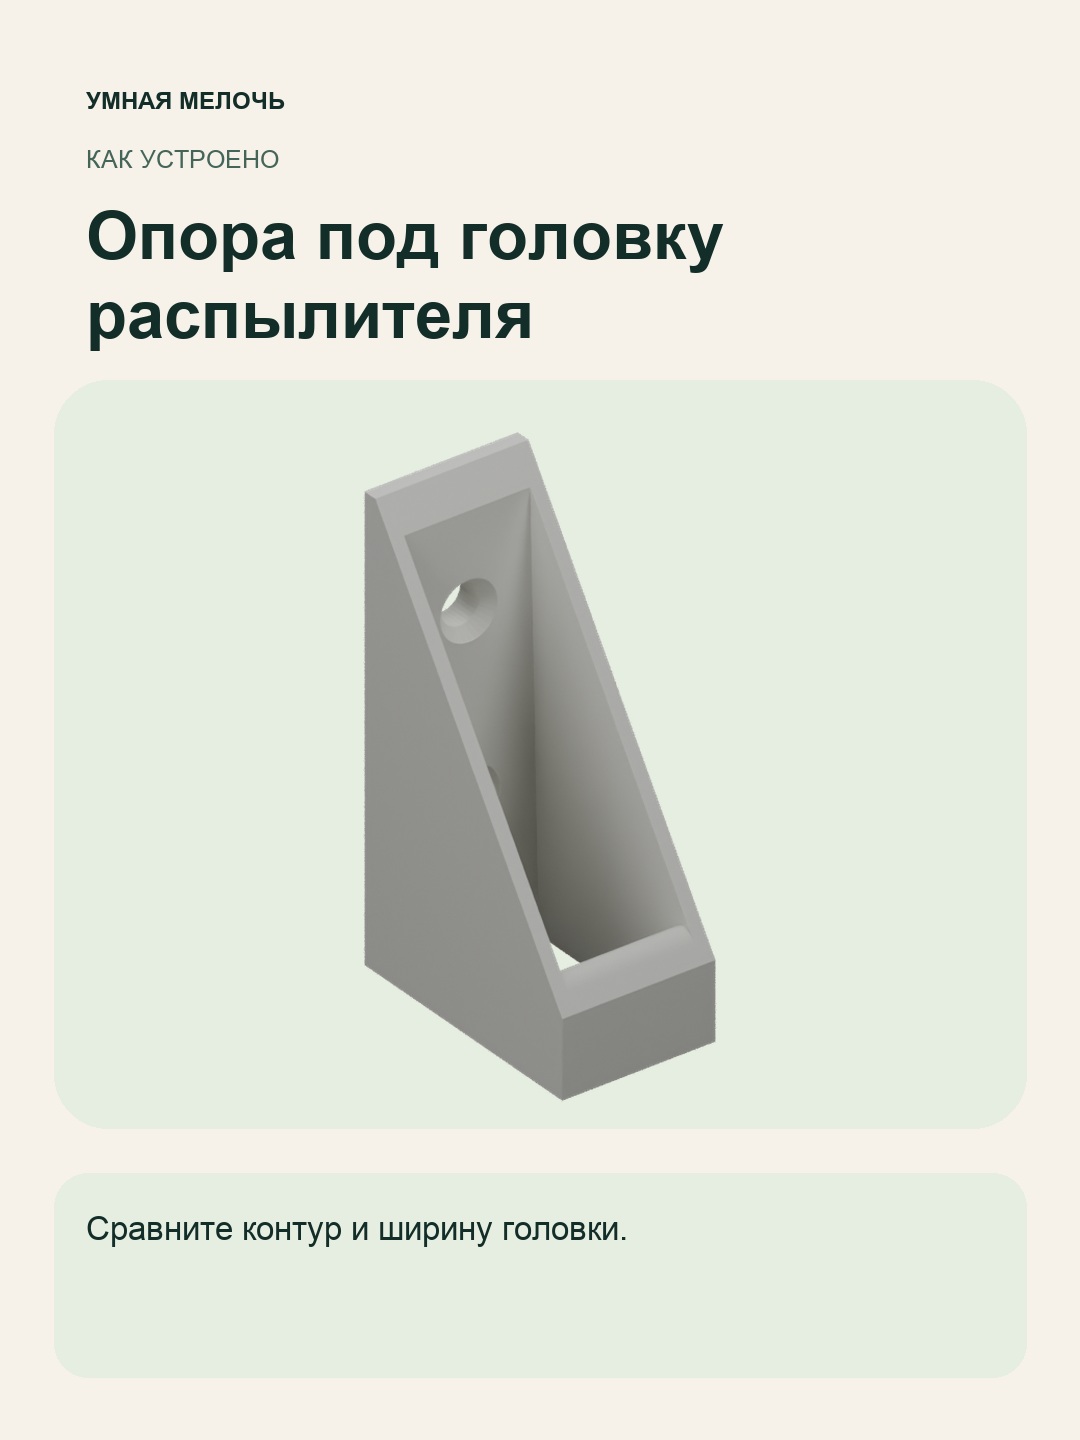 УМНАЯ МЕЛОЧЬ
КАК УСТРОЕНО
Опора под головку
распылителя
Сравните контур и ширину головки.